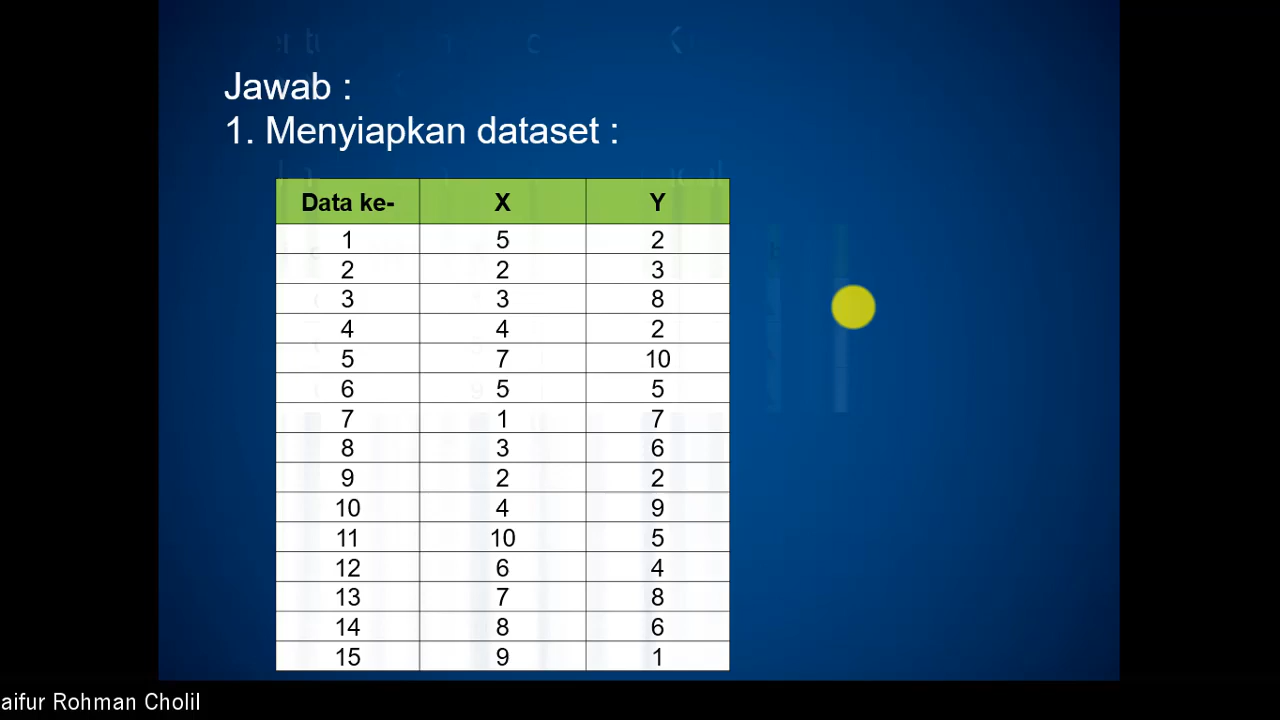 Jawab :
1. Menyiapkan dataset :
Data ke- X Y
1 5 2
2 2 3
3 3 8
4 4 2
5 7 10
6 5 5
7 1 7
8 3 6
9 2 2
10 4 9
11 10 5
12 6 4
13 7 8
14 8 6
15 9 1
aifur Rohman Cholil